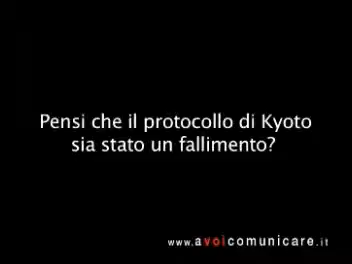 Pensi che il protocollo di Kyoto
sia stato un fallimento?
www.avoicomunicare.it